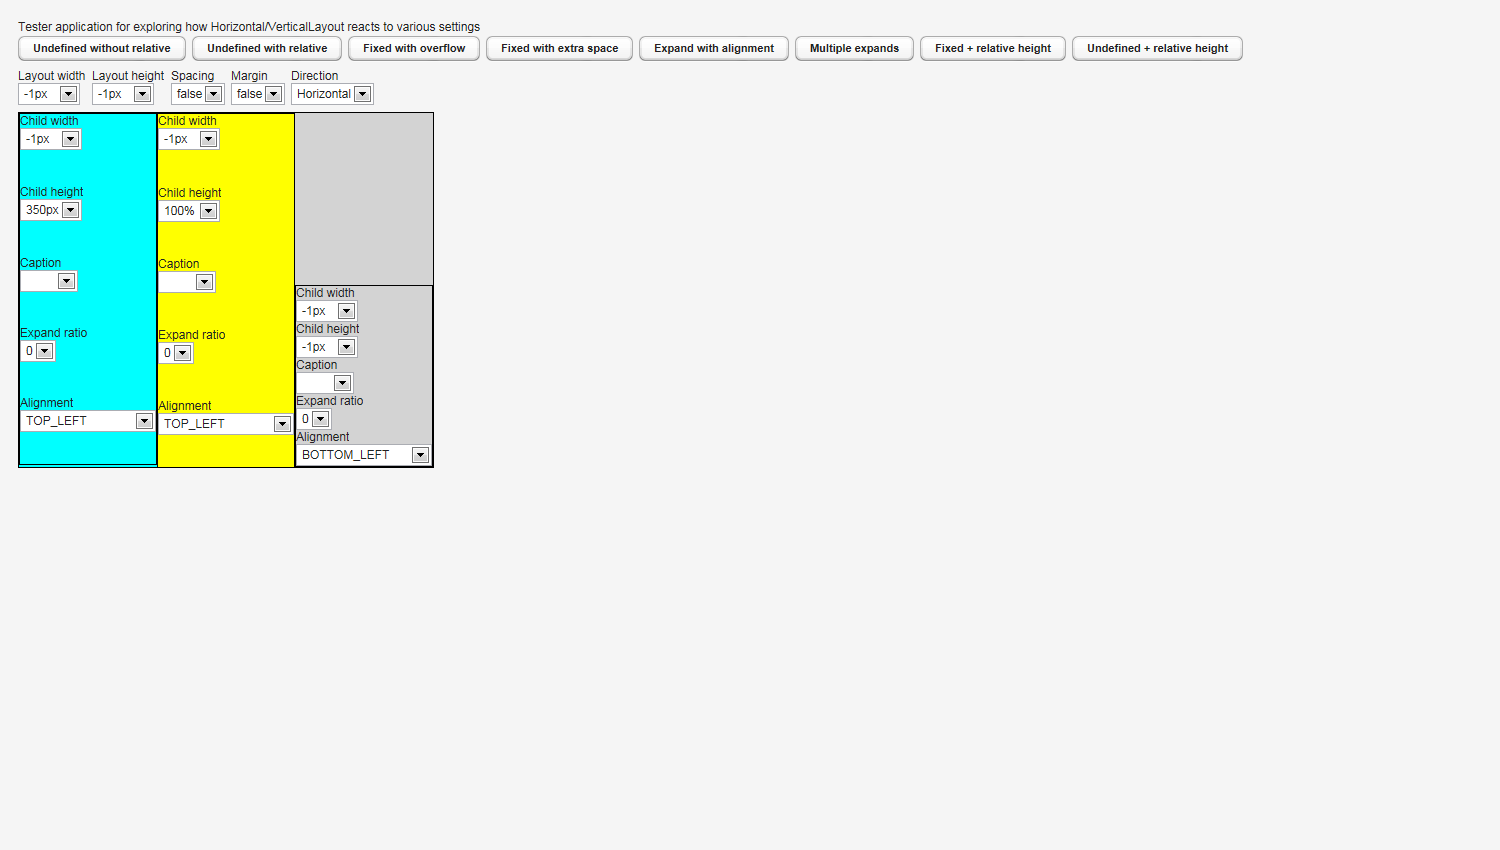 Tester application for exploring how Horizontal/VerticalLayout reacts to various settings
Undefined without relative Undefined with relative Fixed with overflow Fixed with extra space Expand with alignment Multiple expands Fixed + relative height Undefined + relative height
Layout width Layout height Spacing Margin Direction
-1px -1px false false Horizontal
Child width
-1px
Child height
350px
Caption
Expand ratio
0
Alignment
TOP_LEFT
Child width
-1px
Child height
100%
Caption
Expand ratio
0
Alignment
TOP_LEFT
Child width
-1px
Child height
-1px
Caption
Expand ratio
0
Alignment
BOTTOM_LEFT